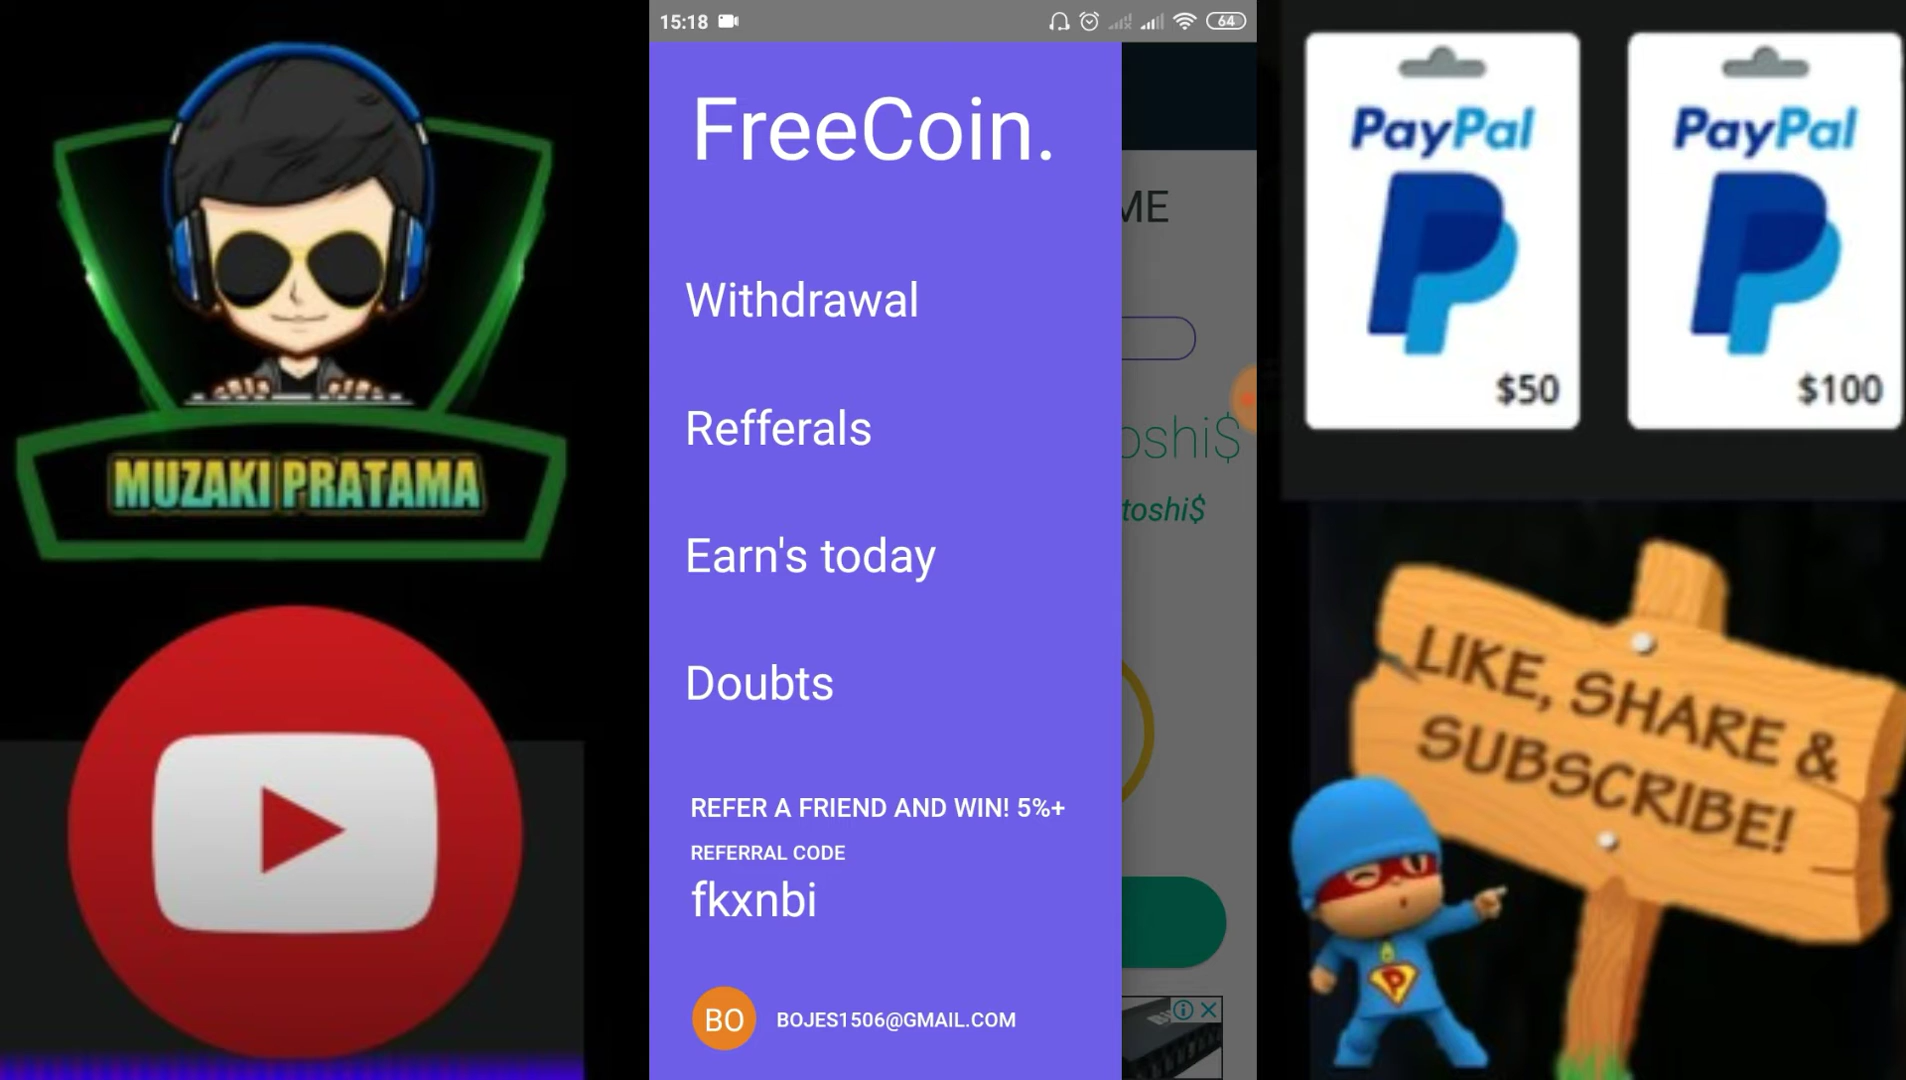 MUZAKI PRATAMA
15:18
64
FreeCoin.
Withdrawal
Refferals
Earn's today
Doubts
REFER A FRIEND AND WIN! 5%+
REFERRAL CODE
fkxnbi
BO
BOJES1506@GMAIL.COM
ME
oshi$
toshi$
PayPal
$50
PayPal
$100
LIKE, SHARE &
SUBSCRIBE!
P